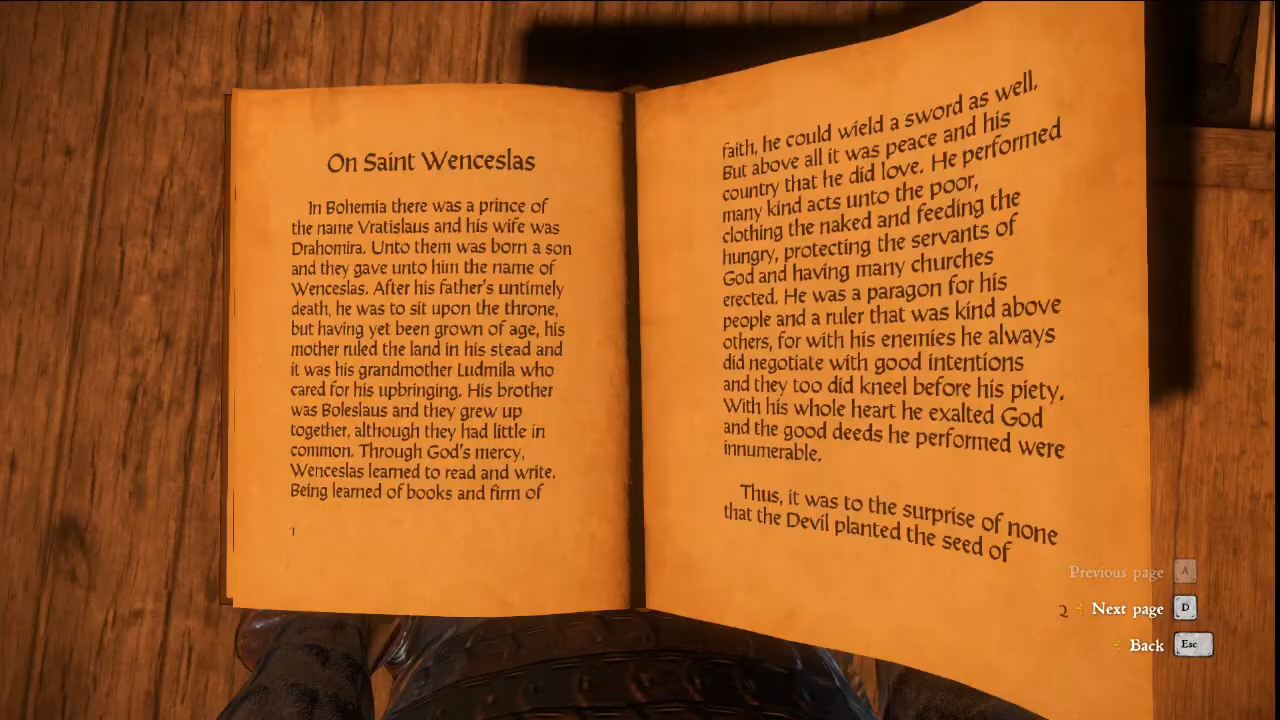 On Saint Wenceslas
In Bohemia there was a prince of
the name Vratislaus and his wife was
Drahomira. Unto them was born a son
and they gave unto him the name of
Wenceslas. After his father's untimely
death, he was to sit upon the throne,
but having yet been grown of age, his
mother ruled the land in his stead and
it was his grandmother Ludmila who
cared for his upbringing. His brother
was Boleslaus and they grew up
together, although they had little in
common. Through God's mercy,
Wenceslas learned to read and write.
Being learned of books and firm of
1
faith, he could wield a sword as well.
But above all it was peace and his
country that he did love. He performed
many kind acts unto the poor,
clothing the naked and feeding the
hungry, protecting the servants of
God and having many churches
erected. He was a paragon for his
people and a ruler that was kind above
others, for with his enemies he always
did negotiate with good intentions
and they too did kneel before his piety.
With his whole heart he exalted God
and the good deeds he performed were
innumerable.
Thus, it was to the surprise of none
that the Devil planted the seed of
2
Previous page A
Next page D
Back Esc